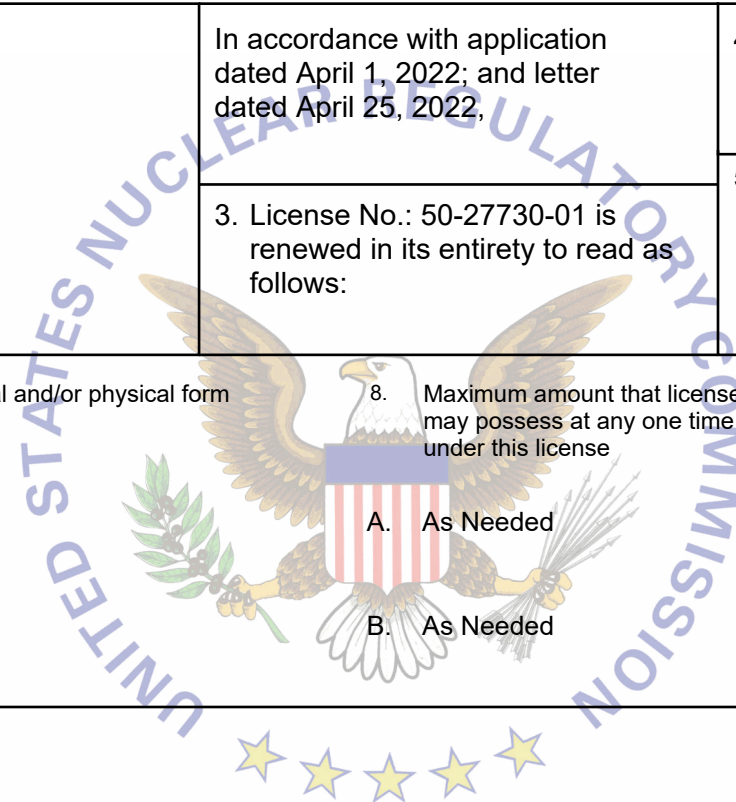 In accordance with application
dated April 1, 2022; and letter
dated April 25, 2022,
3. License No.: 50-27730-01 is
renewed in its entirety to read as
follows:
and/or physical form
8. Maximum amount that license
may possess at any one time
under this license
A. As Needed
B. As Needed
UNITED STATES NUCLEAR REGULATORY COMMISSION